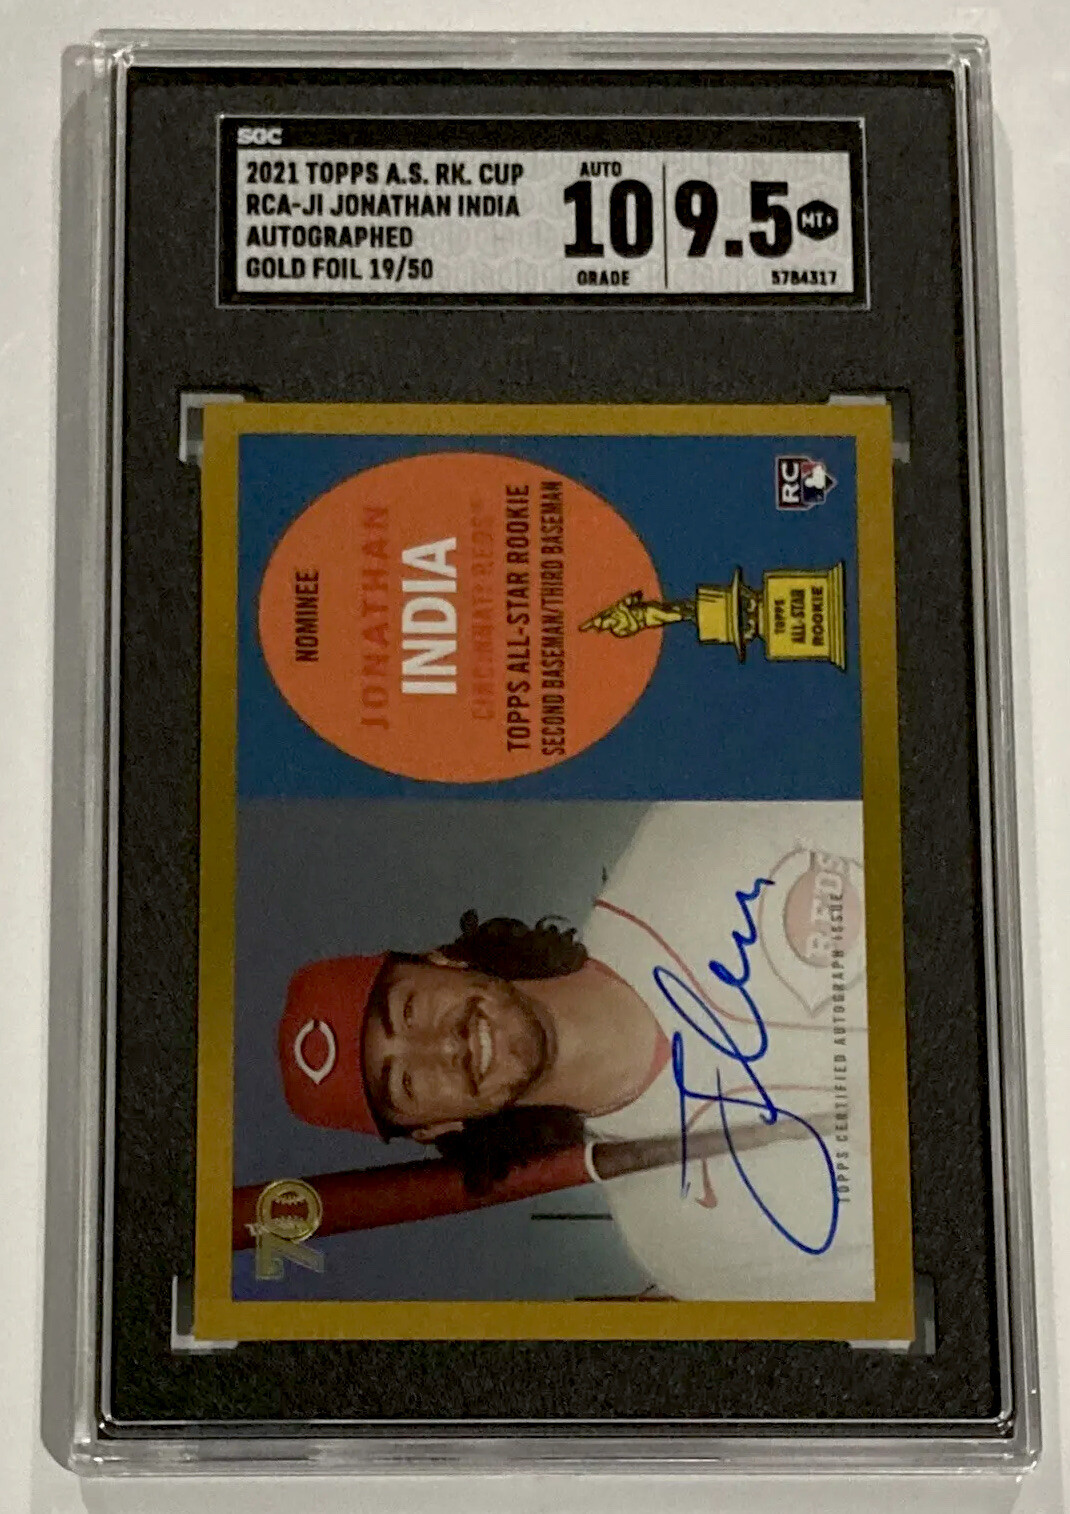 SGC
2021 TOPPS A.S. RK. CUP
RCA-JI JONATHAN INDIA
AUTOGRAPHED
GOLD FOIL 19/50
AUTO
10
GRADE
9.5
MT+
5784317
NOMINEE
JONATHAN
INDIA
CINCINNATI REDS®
TOPPS ALL-STAR ROOKIE
SECOND BASEMAN/THIRD BASEMAN
RC
TOPPS
ALL-STAR
ROOKIE
REDS
TOPPS CERTIFIED AUTOGRAPH ISSUE
70